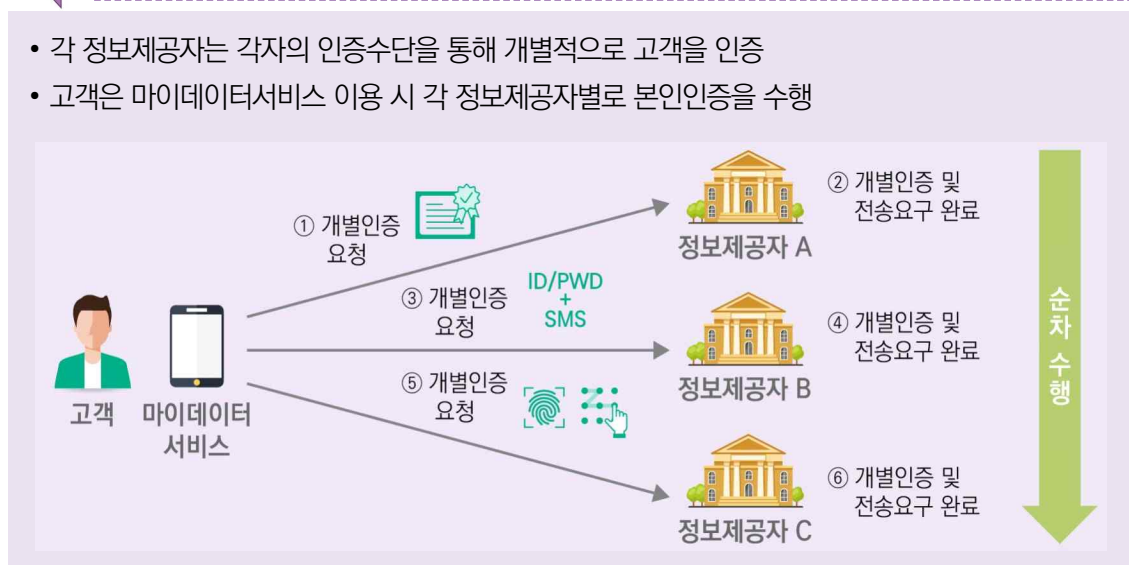 • 각 정보제공자는 각자의 인증수단을 통해 개별적으로 고객을 인증
• 고객은 마이데이터서비스 이용 시 각 정보제공자별로 본인인증을 수행
① 개별인증
요청
② 개별인증 및
전송요구 완료
정보제공자 A
③ 개별인증
요청
ID/PWD
+
SMS
④ 개별인증 및
전송요구 완료
정보제공자 B
⑤ 개별인증
요청
⑥ 개별인증 및
전송요구 완료
정보제공자 C
고객
마이데이터
서비스
순차 수행